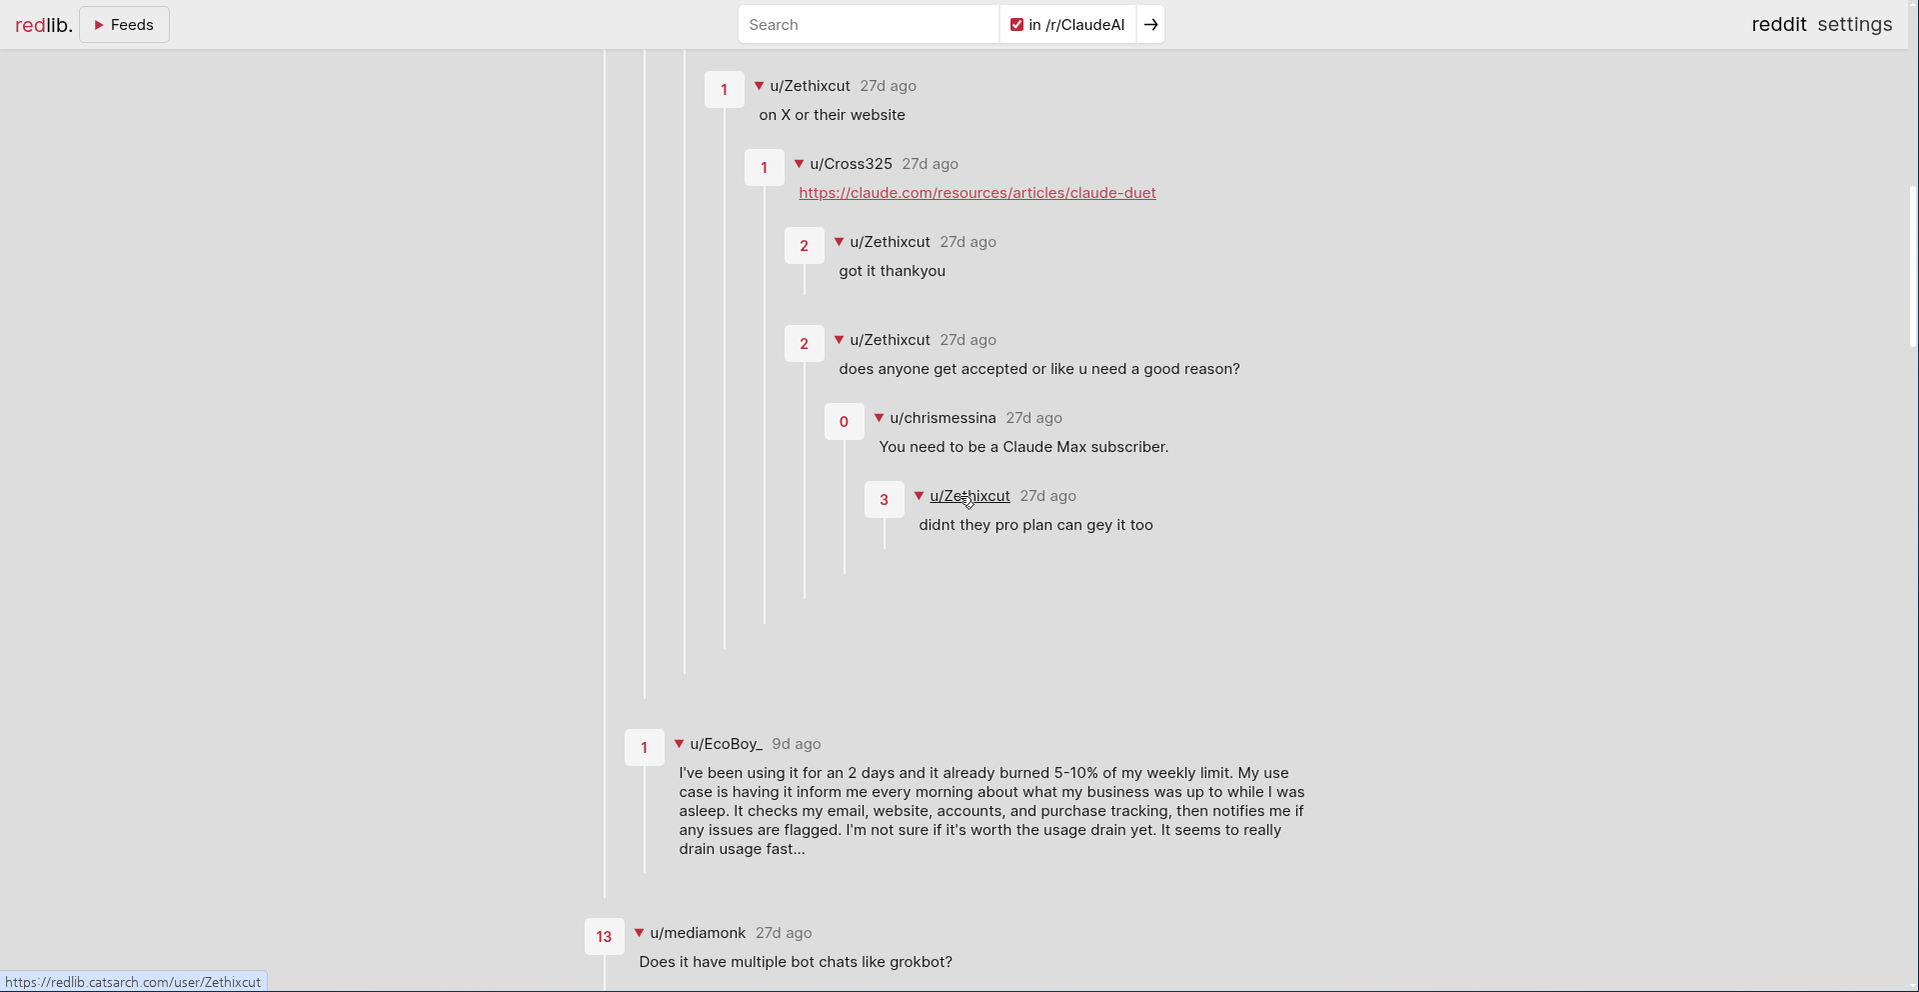 redlib. Feeds Search in /r/ClaudeAI → reddit settings
1 u/Zethixcut 27d ago
on X or their website
1 u/Cross325 27d ago
https://claude.com/resources/articles/claude-duet
2 u/Zethixcut 27d ago
got it thankyou
2 u/Zethixcut 27d ago
does anyone get accepted or like u need a good reason?
0 u/chrismessina 27d ago
You need to be a Claude Max subscriber.
3 u/Zethixcut 27d ago
didnt they pro plan can gey it too
1 u/EcoBoy_ 9d ago
I've been using it for an 2 days and it already burned 5-10% of my weekly limit. My use
case is having it inform me every morning about what my business was up to while I was
asleep. It checks my email, website, accounts, and purchase tracking, then notifies me if
any issues are flagged. I'm not sure if it's worth the usage drain yet. It seems to really
drain usage fast...
13 u/mediamonk 27d ago
Does it have multiple bot chats like grokbot?
https://redlib.catsarch.com/user/Zethixcut